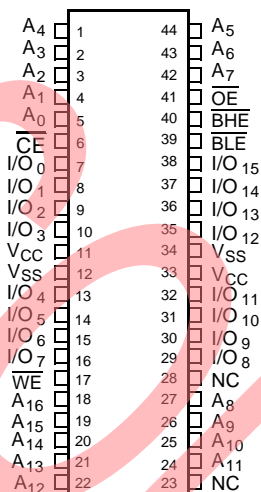 A4 1 44 A5
A3 2 43 A6
A2 3 42 A7
A1 4 41 OE
A0 5 40 BHE
CE 6 39 BLE
I/O0 7 38 I/O15
I/O1 8 37 I/O14
I/O2 9 36 I/O13
I/O3 10 35 I/O12
VCC 11 34 VSS
VSS 12 33 VCC
I/O4 13 32 I/O11
I/O5 14 31 I/O10
I/O6 15 30 I/O9
I/O7 16 29 I/O8
WE 17 28 NC
A16 18 27 A8
A15 19 26 A9
A14 20 25 A10
A13 21 24 A11
A12 22 23 NC